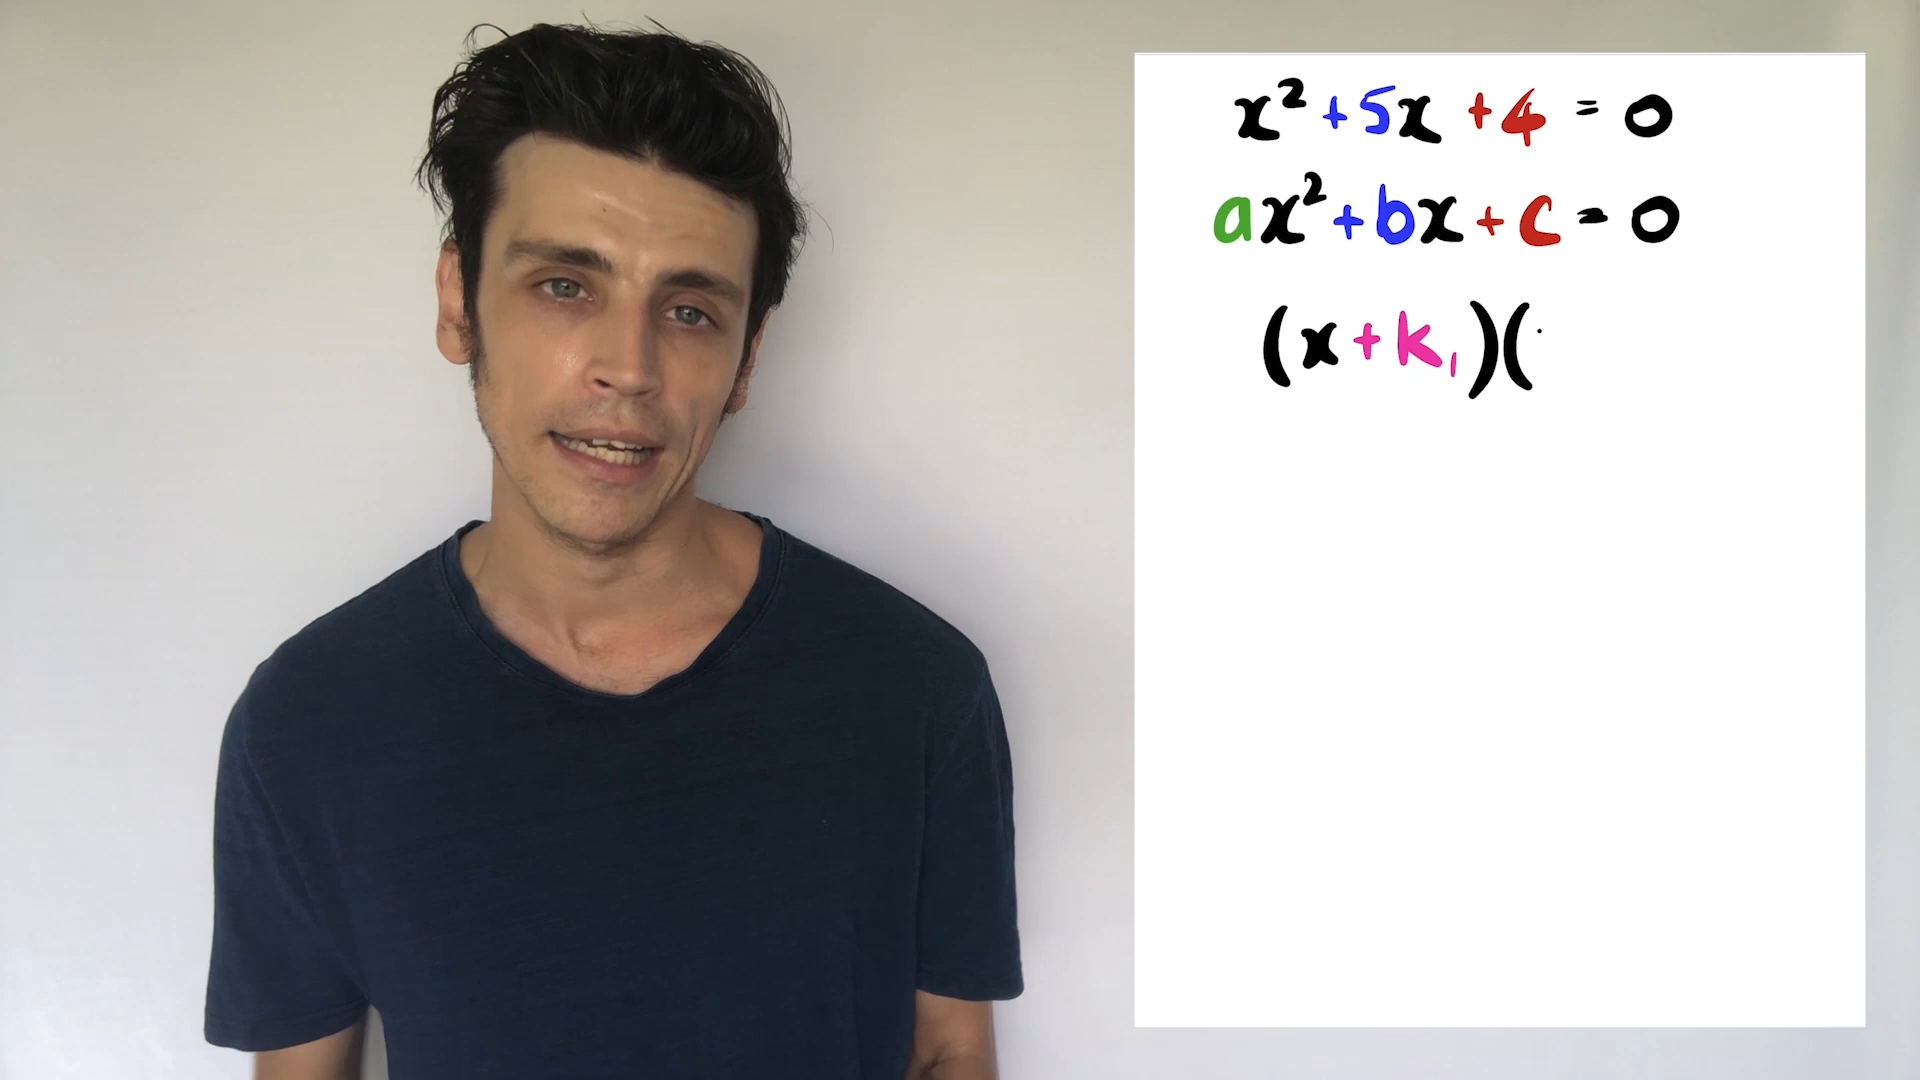 x² + 5x + 4 = 0
ax² + bx + c = 0
(x + k₁)(